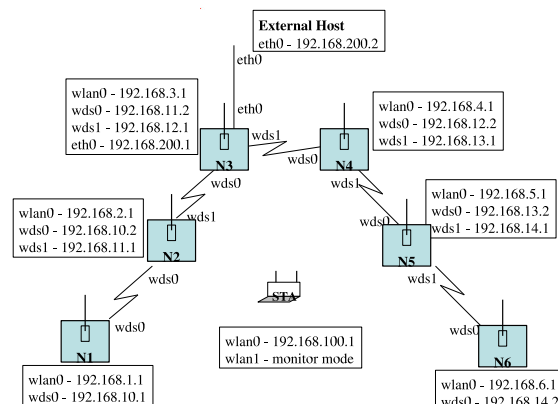 External Host
eth0 - 192.168.200.2
eth0
wlan0 - 192.168.3.1
wds0 - 192.168.11.2
wds1 - 192.168.12.1
eth0 - 192.168.200.1
eth0
wds1
N3
wds0
wlan0 - 192.168.4.1
wds0 - 192.168.12.2
wds1 - 192.168.13.1
wds0
N4
wds1
wlan0 - 192.168.2.1
wds0 - 192.168.10.2
wds1 - 192.168.11.1
wds1
N2
wds0
wlan0 - 192.168.5.1
wds0 - 192.168.13.2
wds1 - 192.168.14.1
wds0
N5
wds1
STA
wlan0 - 192.168.100.1
wlan1 - monitor mode
wds0
N1
wlan0 - 192.168.1.1
wds0 - 192.168.10.1
wds0
N6
wlan0 - 192.168.6.1
wds0 - 192.168.14.2